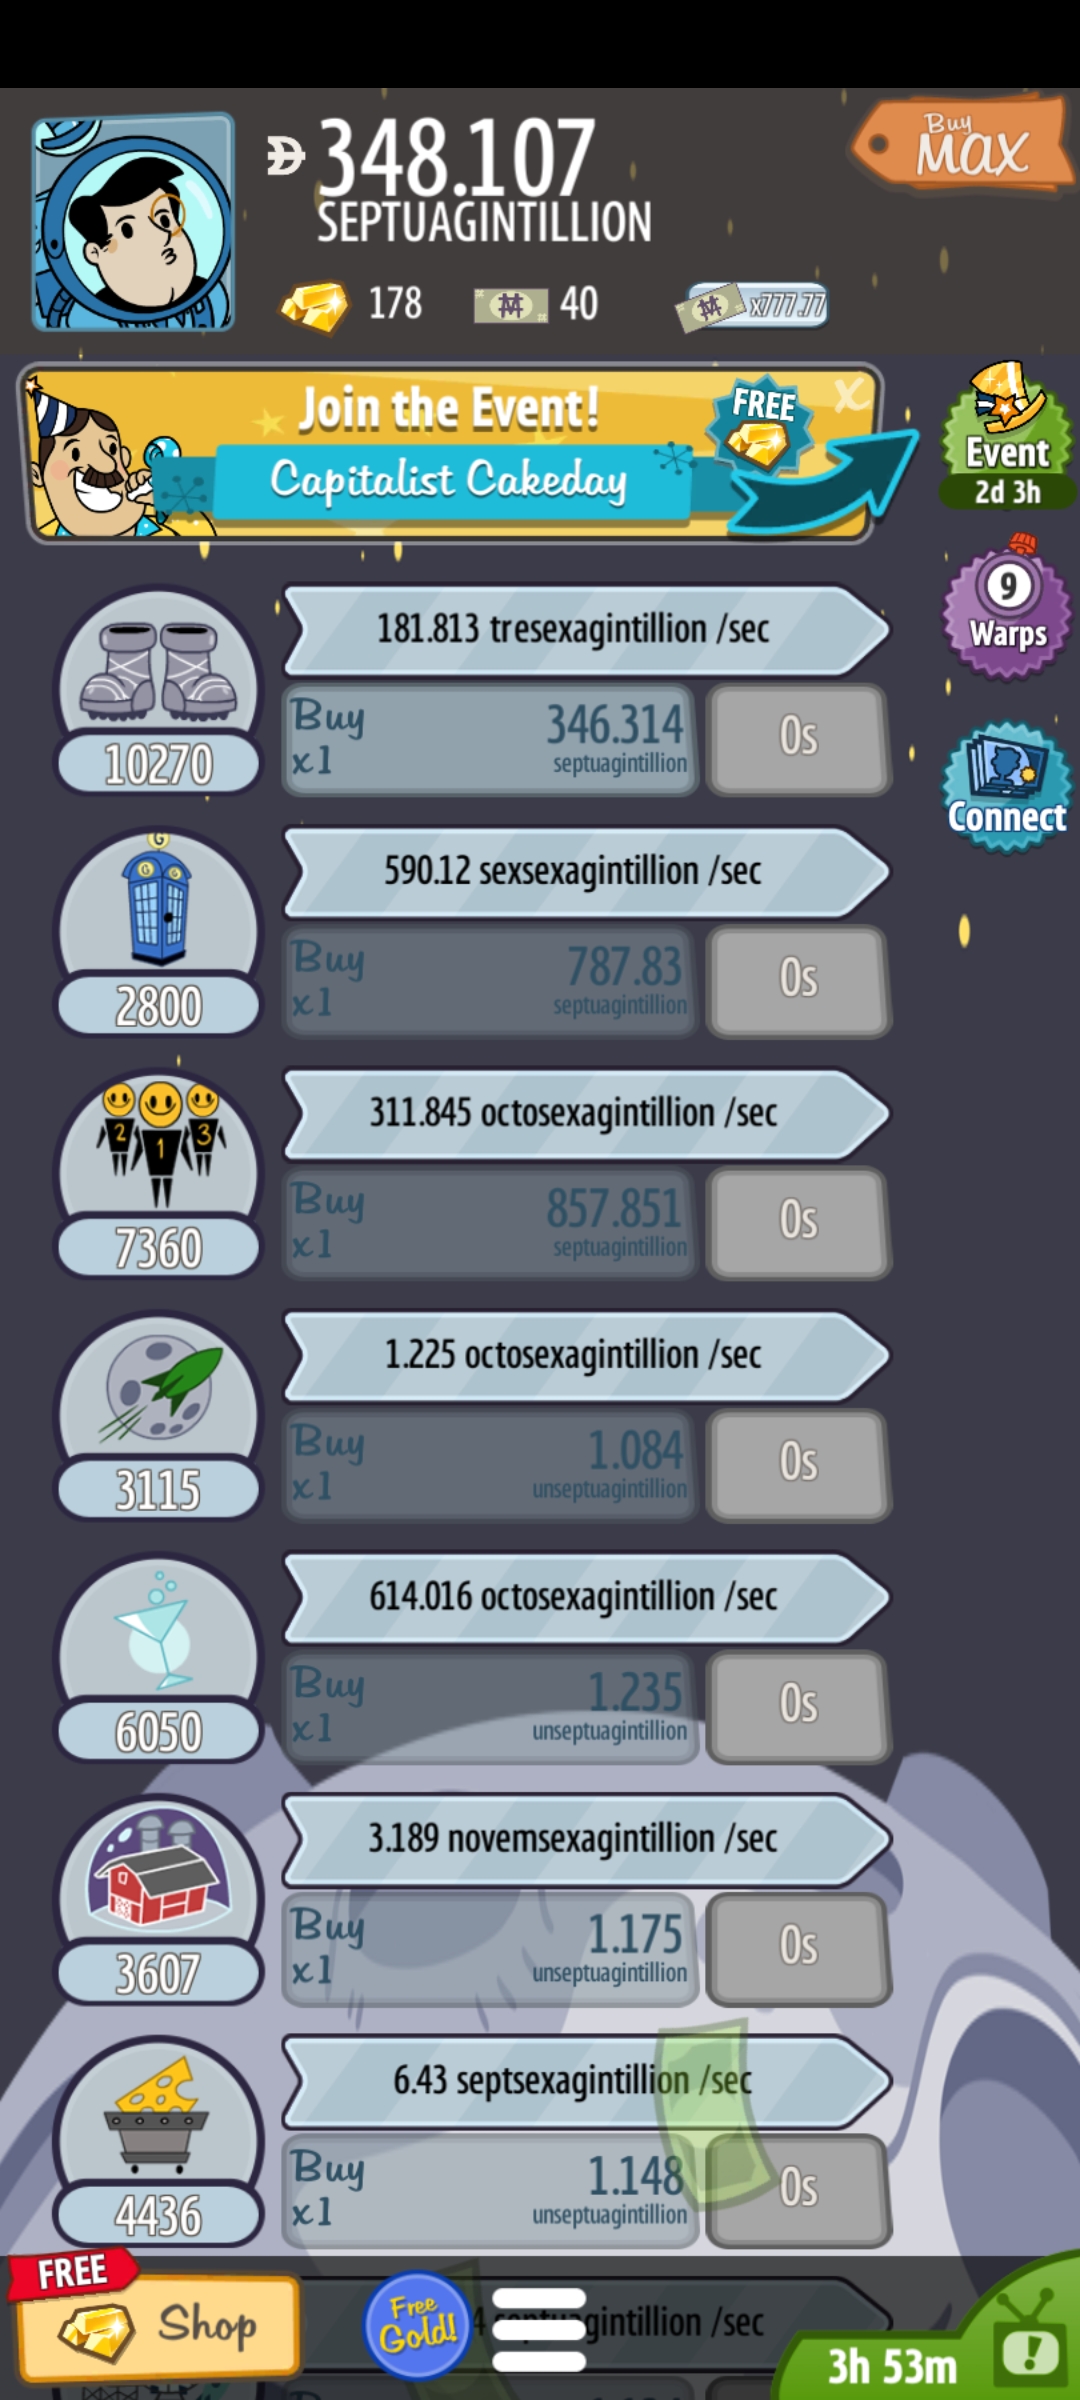 348.107
SEPTUAGINTILLION
Buy
MAX
178
40
x777.77
Join the Event!
Capitalist Cakeday
FREE
X
Event
2d 3h
9
Warps
Connect
181.813 tresexagintillion /sec
Buy
x1
346.314
septuagintillion
0s
10270
590.12 sexsexagintillion /sec
Buy
x1
787.83
septuagintillion
0s
G
G G
2800
311.845 octosexagintillion /sec
Buy
x1
857.851
septuagintillion
0s
2 1 3
7360
1.225 octosexagintillion /sec
Buy
x1
1.084
unseptuagintillion
0s
3115
614.016 octosexagintillion /sec
Buy
x1
1.235
unseptuagintillion
0s
6050
3.189 novemsexagintillion /sec
Buy
x1
1.175
unseptuagintillion
0s
3607
6.43 septsexagintillion /sec
Buy
x1
1.148
unseptuagintillion
0s
4436
FREE
Shop
Free
Gold!
/sec
3h 53m
!
Buy